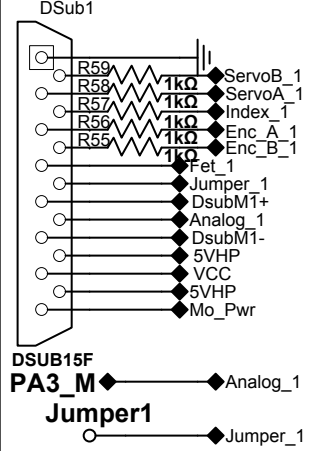 DSub1
R59
1kΩ
ServoB_1
R58
1kΩ
ServoA_1
R57
1kΩ
Index_1
R56
1kΩ
Enc_A_1
R55
1kΩ
Enc_B_1
Fet_1
Jumper_1
DsubM1+
Analog_1
DsubM1-
5VHP
VCC
5VHP
Mo_Pwr
DSUB15F
PA3_M
Analog_1
Jumper1
Jumper_1